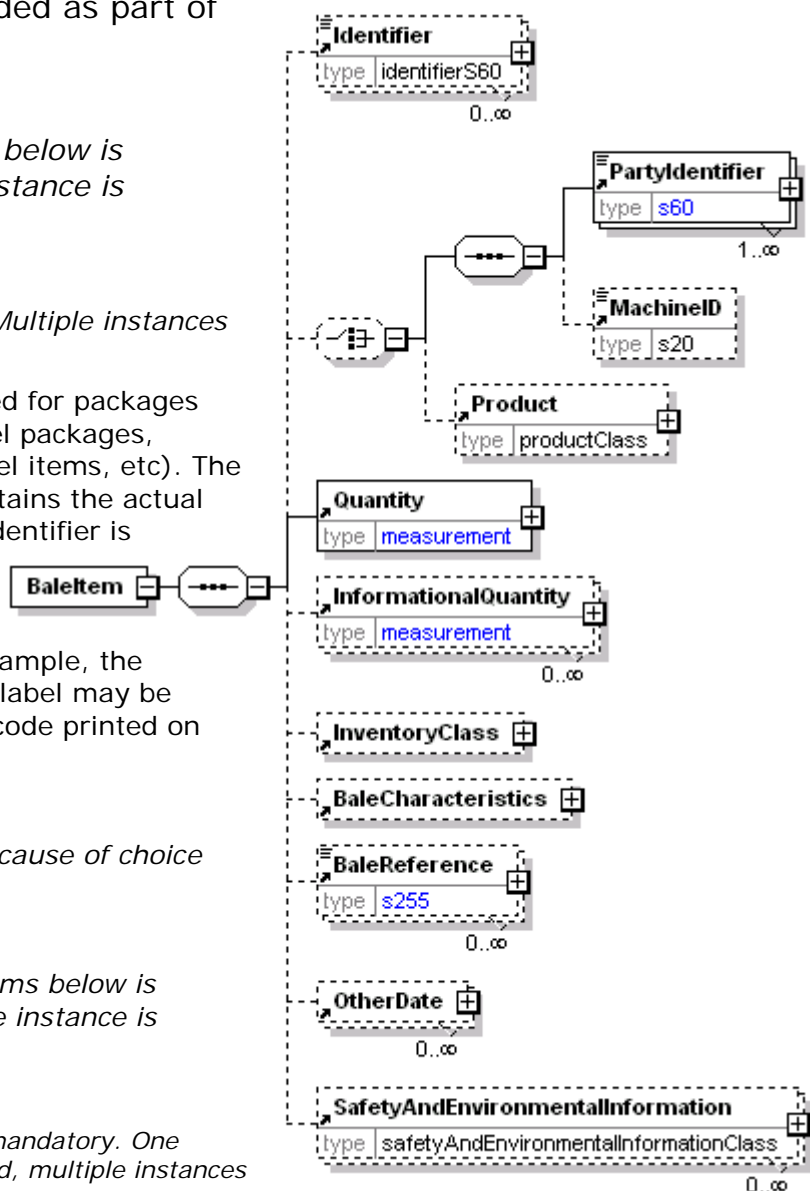 ded as part of
below is
stance is
Multiple instances
ed for packages
el packages,
el items, etc). The
tains the actual
dentifier is
ample, the
label may be
code printed on
cause of choice
ms below is
e instance is
mandatory. One
d, multiple instances
BaleItem
Identifier
type identifierS60
0..∞
PartyIdentifier
type s60
1..∞
MachineID
type s20
Product
type productClass
Quantity
type measurement
InformationalQuantity
type measurement
0..∞
InventoryClass
BaleCharacteristics
BaleReference
type s255
0..∞
OtherDate
0..∞
SafetyAndEnvironmentalInformation
type safetyAndEnvironmentalInformationClass
0..∞